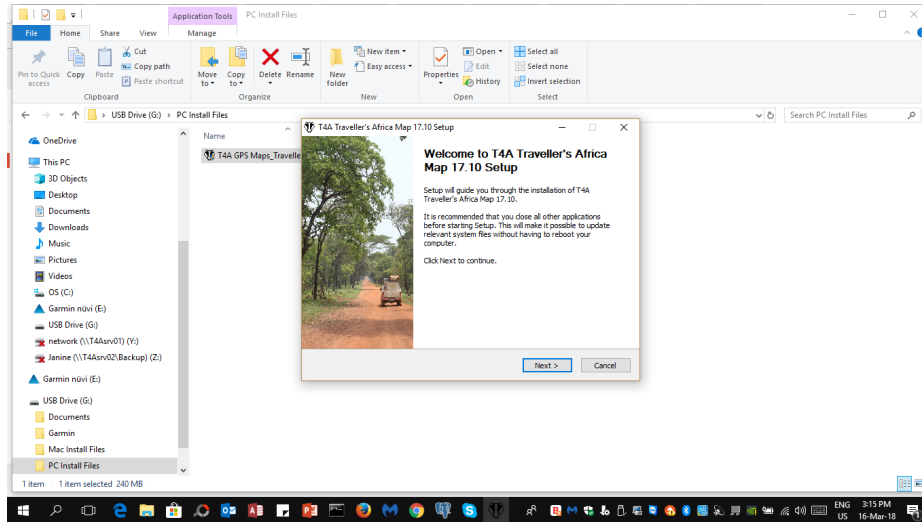 Application Tools PC Install Files
File Home Share View Manage
Pin to Quick access
Copy
Paste
Cut
Copy path
Paste shortcut
Move to
Copy to
Delete
Rename
New folder
New item
Easy access
Properties
Open
Edit
History
Select all
Select none
Invert selection
Clipboard Organize New Open Select
USB Drive (G:) PC Install Files
Search PC Install Files
OneDrive
This PC
3D Objects
Desktop
Documents
Downloads
Music
Pictures
Videos
OS (C:)
Garmin nüvi (E:)
USB Drive (G:)
network (\\T4Asrv01) (Y:)
Janine (\\T4Asrv02\Backup) (Z:)
Garmin nüvi (E:)
USB Drive (G:)
Documents
Garmin
Mac Install Files
PC Install Files
Name
T4A GPS Maps_Travelle
T4A Traveller's Africa Map 17.10 Setup
Welcome to T4A Traveller's Africa
Map 17.10 Setup
Setup will guide you through the installation of T4A
Traveller's Africa Map 17.10.
It is recommended that you close all other applications
before starting Setup. This will make it possible to update
relevant system files without having to reboot your
computer.
Click Next to continue.
Next > Cancel
1 item 1 item selected 240 MB
ENG 3:15 PM
US 16-Mar-18